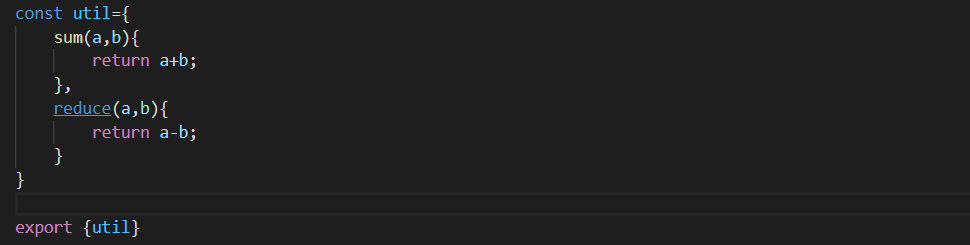 const util={
    sum(a,b){
        return a+b;
    },
    reduce(a,b){
        return a-b;
    }
}
export {util}